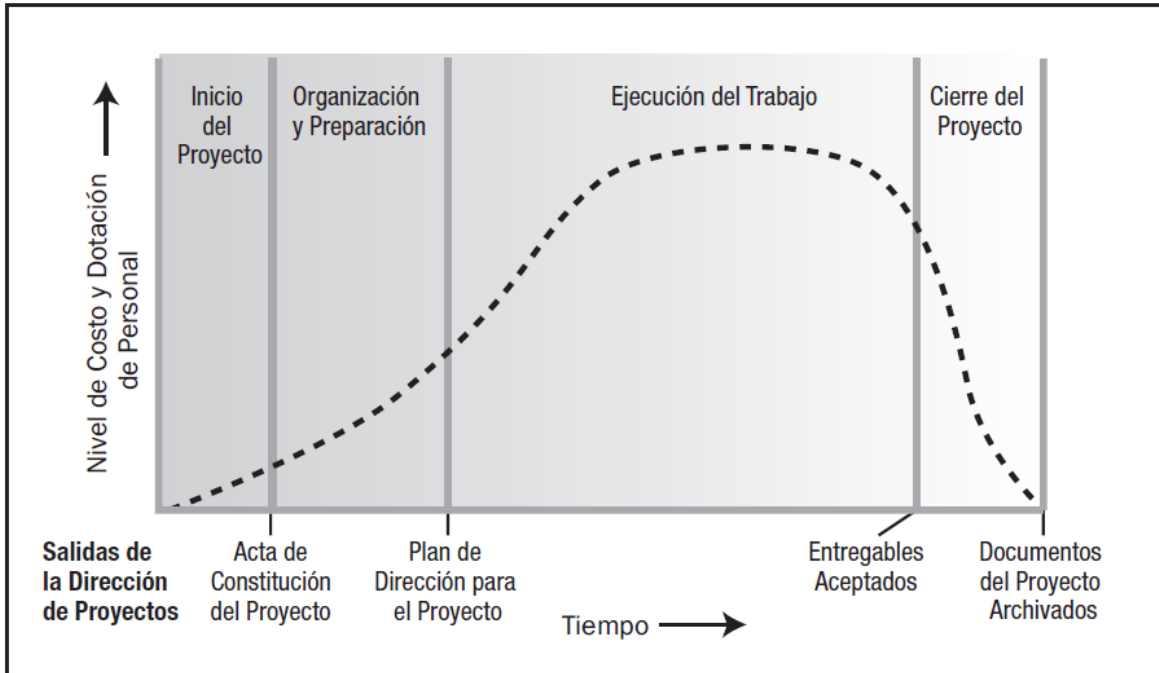 Inicio
del
Proyecto
Organización
y Preparación
Ejecución del Trabajo
Cierre del
Proyecto
Nivel de Costo y Dotación
de Personal
Salidas de
la Dirección
de Proyectos
Acta de
Constitución
del Proyecto
Plan de
Dirección para
el Proyecto
Tiempo
Entregables
Aceptados
Documentos
del Proyecto
Archivados